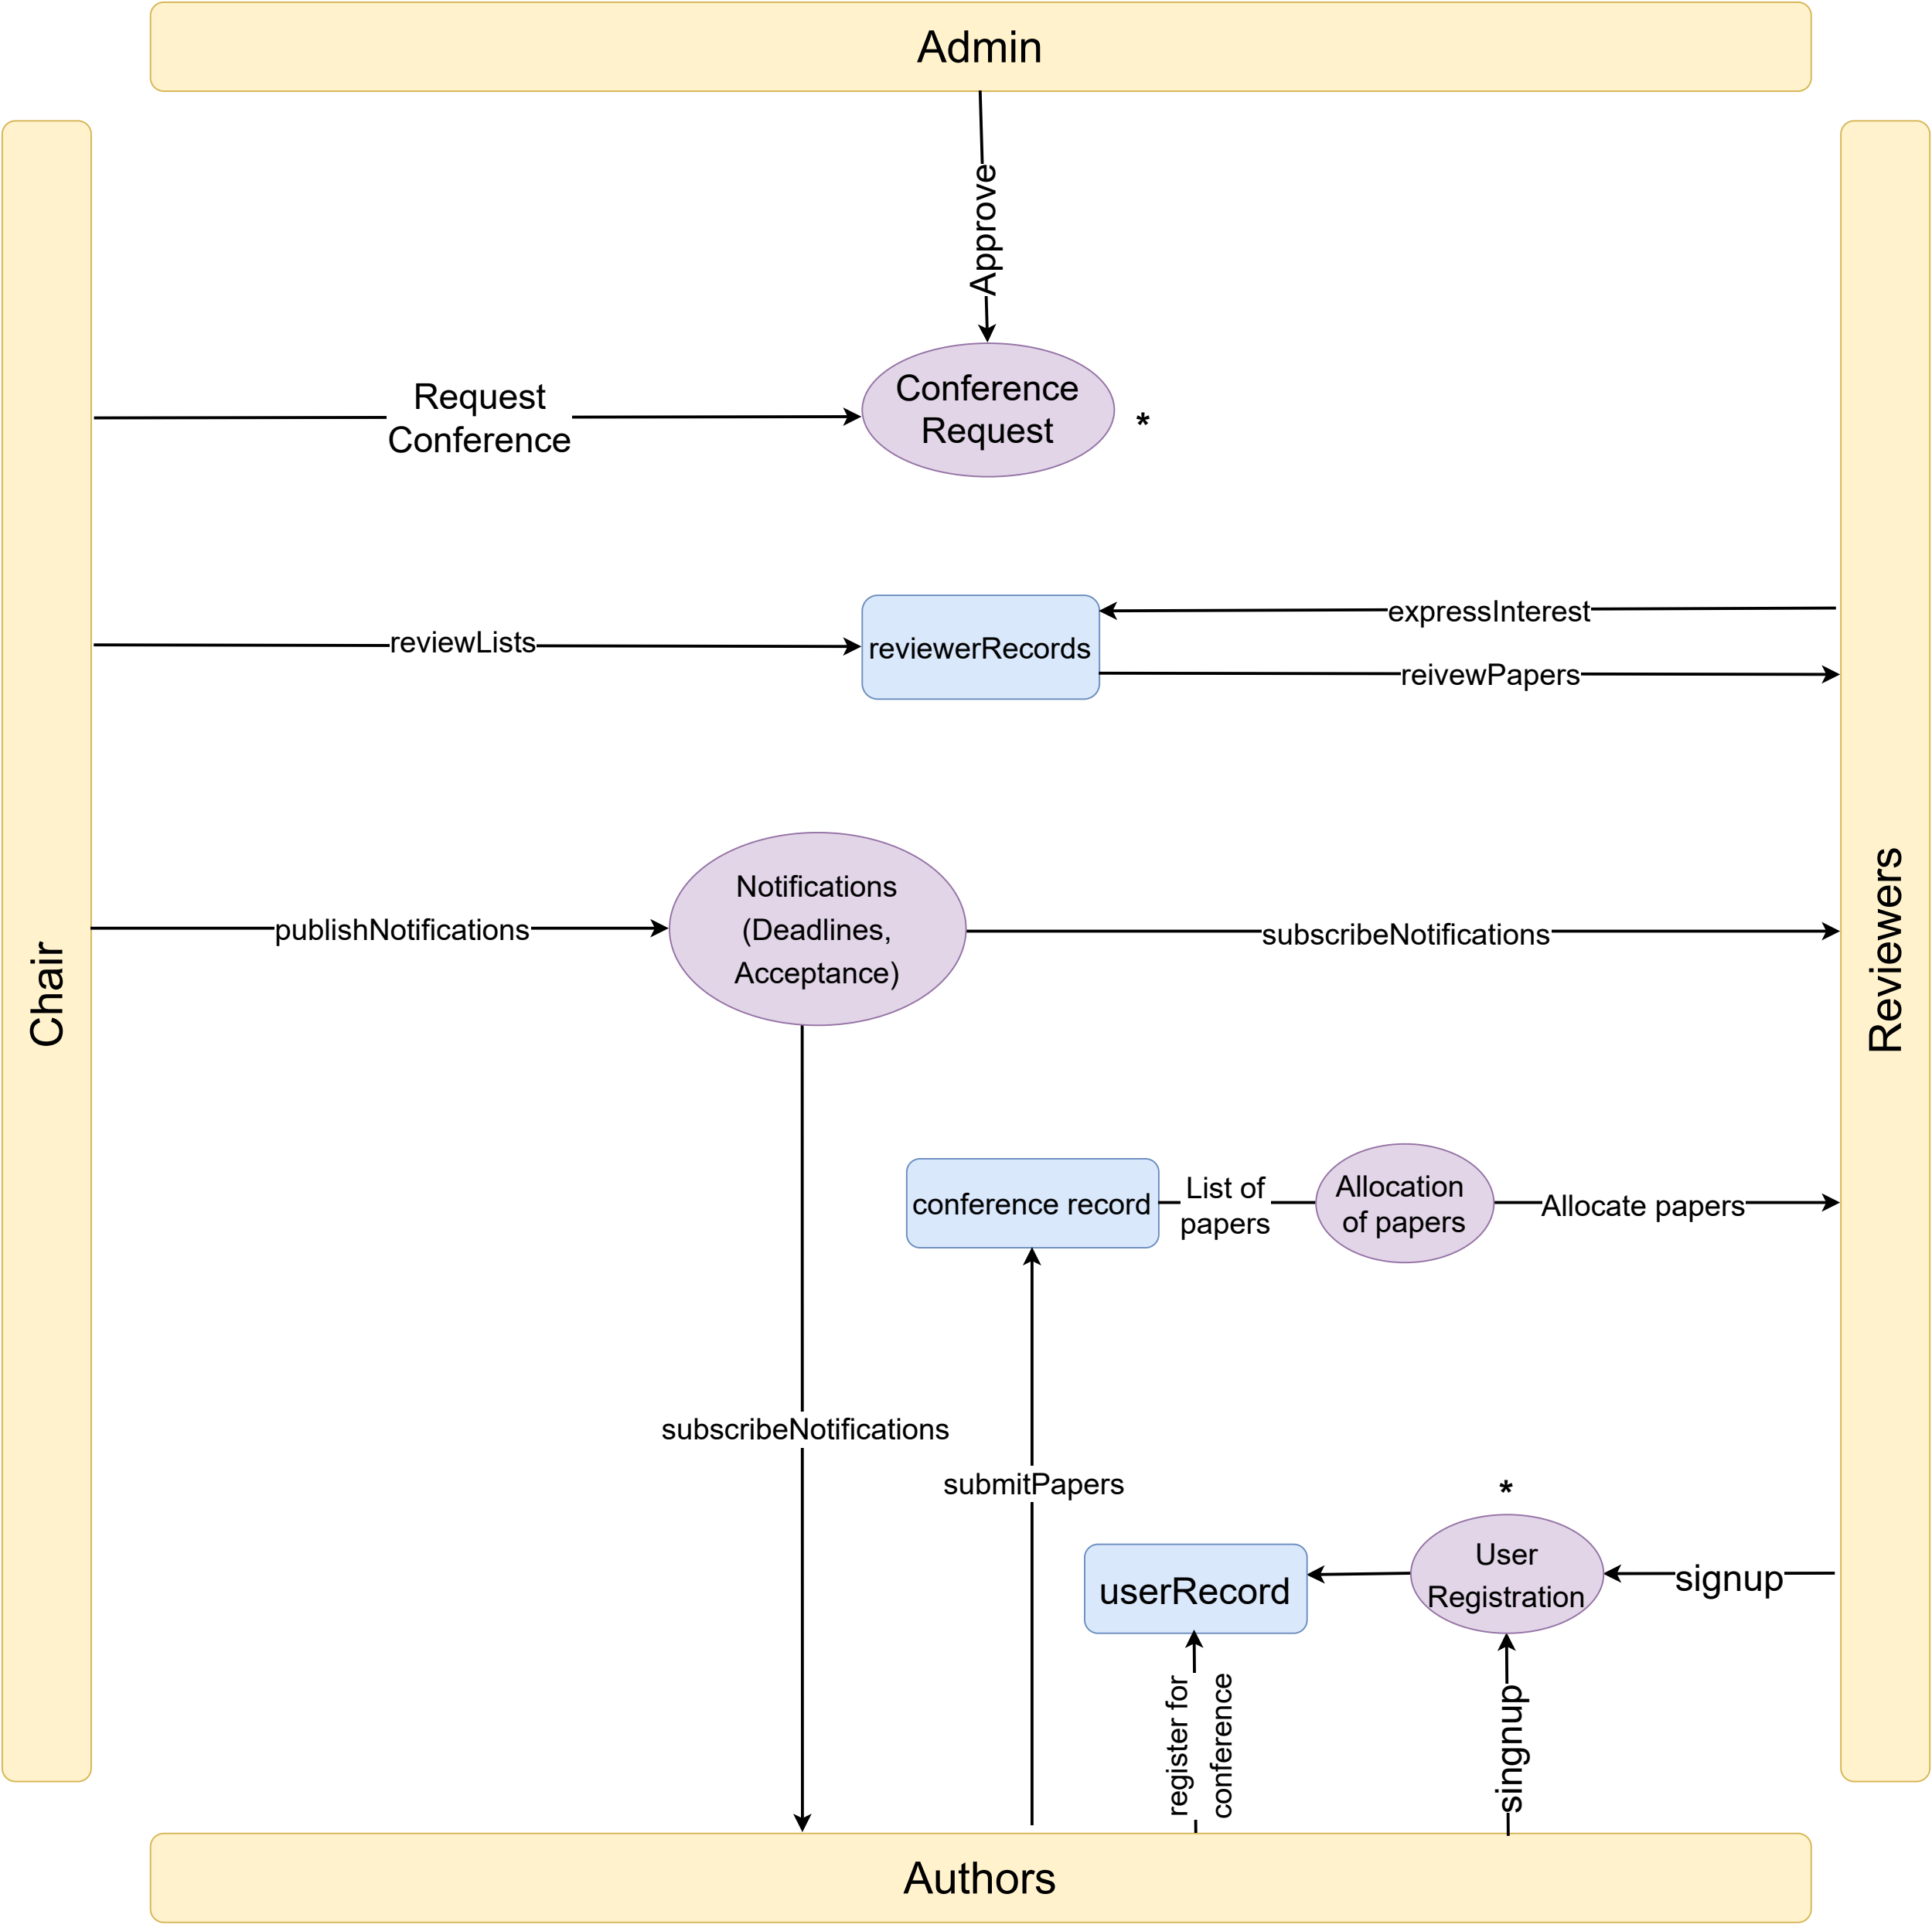 Admin
Approve
Conference
Request
*
Request
Conference
expressInterest
reviewLists
reviewerRecords
reivewPapers
Chair
Reviewers
Notifications
(Deadlines,
Acceptance)
publishNotifications
subscribeNotifications
List of
papers
Allocation
of papers
conference record
Allocate papers
subscribeNotifications
submitPapers
*
User
Registration
userRecord
signup
register for
conference
singnup
Authors